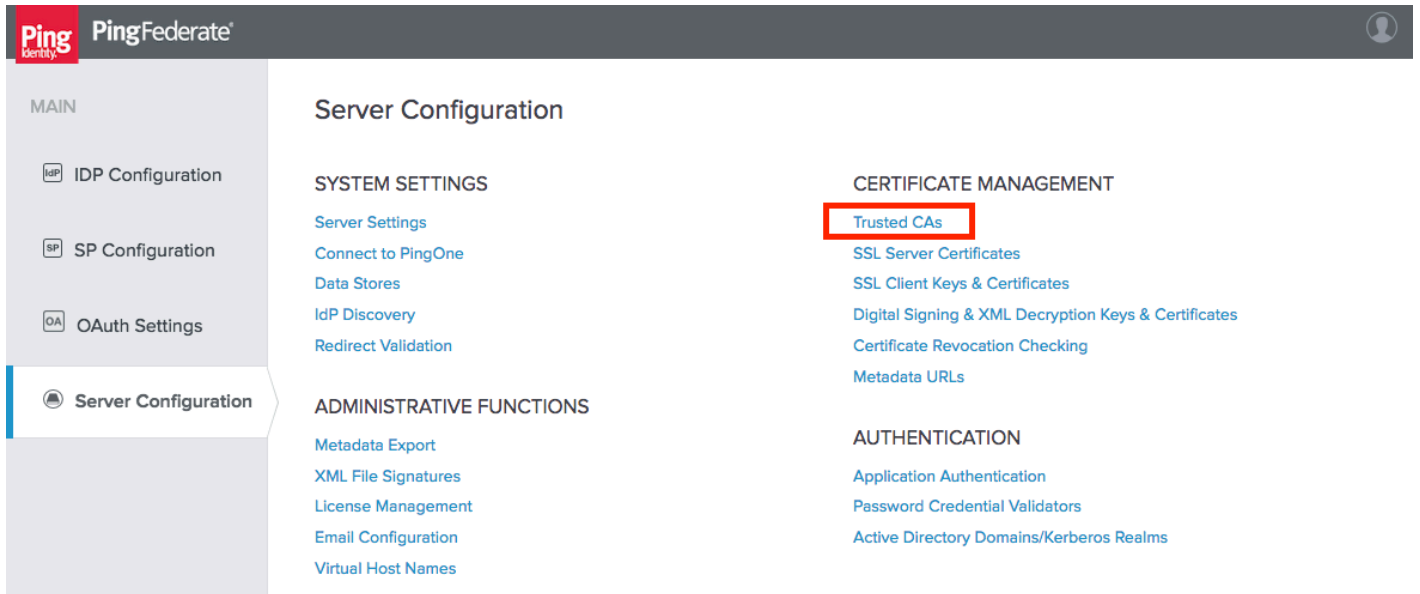 Ping
Identity.
PingFederate®
MAIN
IdP IDP Configuration
SP SP Configuration
OA OAuth Settings
Server Configuration
Server Configuration
SYSTEM SETTINGS
Server Settings
Connect to PingOne
Data Stores
IdP Discovery
Redirect Validation
ADMINISTRATIVE FUNCTIONS
Metadata Export
XML File Signatures
License Management
Email Configuration
Virtual Host Names
CERTIFICATE MANAGEMENT
Trusted CAs
SSL Server Certificates
SSL Client Keys & Certificates
Digital Signing & XML Decryption Keys & Certificates
Certificate Revocation Checking
Metadata URLs
AUTHENTICATION
Application Authentication
Password Credential Validators
Active Directory Domains/Kerberos Realms